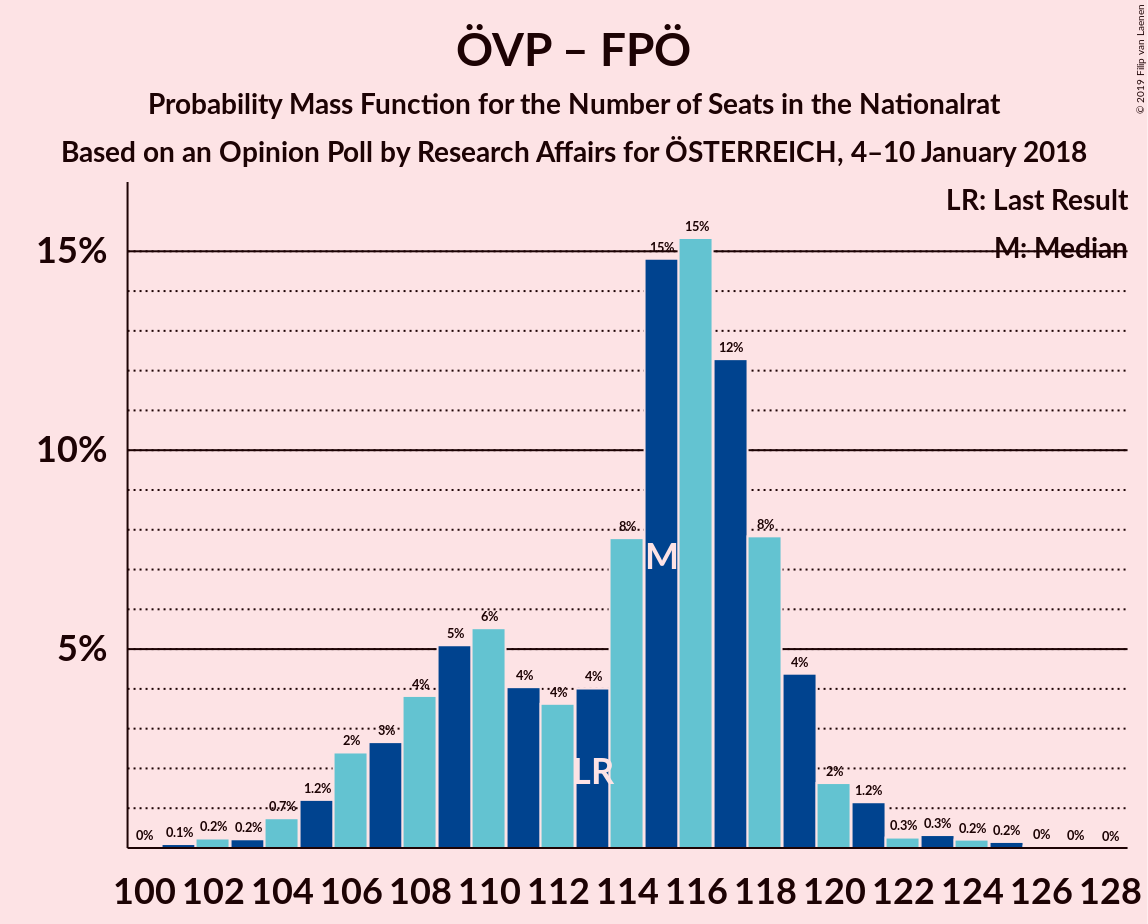 ÖVP – FPÖ
Probability Mass Function for the Number of Seats in the Nationalrat
Based on an Opinion Poll by Research Affairs for ÖSTERREICH, 4–10 January 2018
© 2019 Filip van Laenen
LR: Last Result
M: Median
15%
10%
5%
0% 0.1% 0.2% 0.2% 0.7% 1.2% 2% 3% 4% 5% 6% 4% 4% 4% 8% 15% 15% 12% 8% 4% 2% 1.2% 0.3% 0.3% 0.2% 0.2% 0% 0% 0%
M
LR
100 102 104 106 108 110 112 114 116 118 120 122 124 126 128